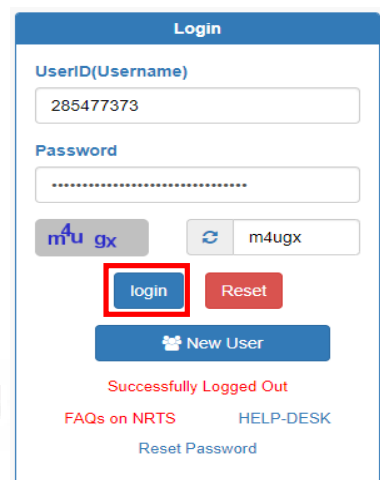 Login
UserID(Username)
285477373
Password
m4u gx
m4ugx
login
Reset
New User
Successfully Logged Out
FAQs on NRTS
HELP-DESK
Reset Password